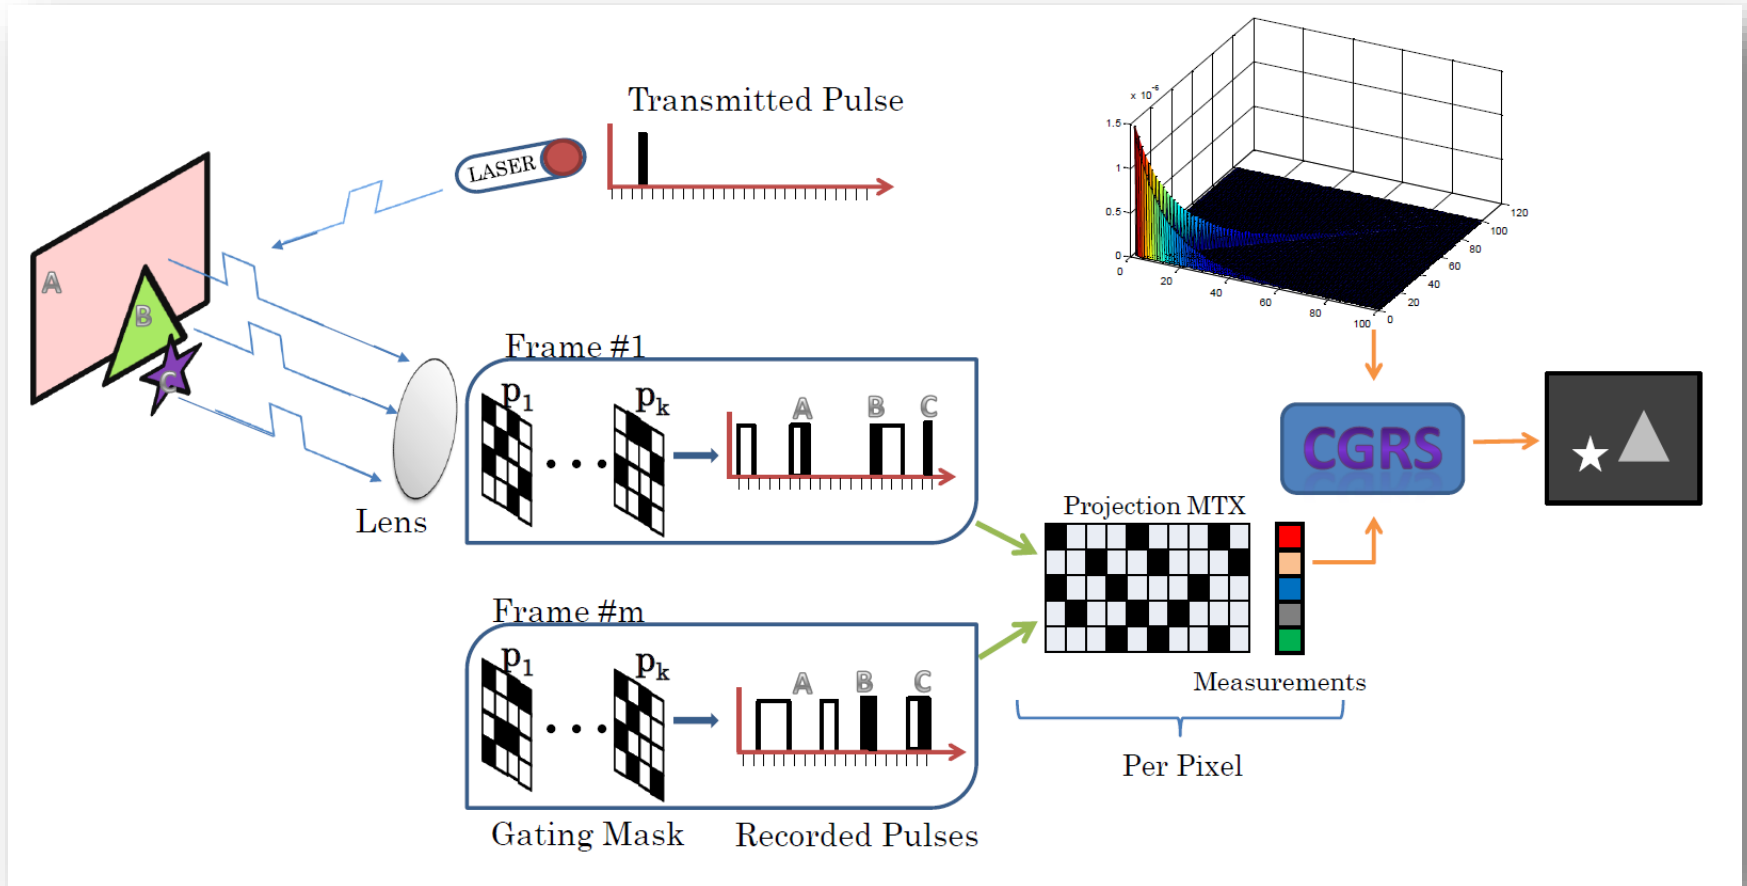 Transmitted Pulse
LASER
A
B
C
Lens
Frame #1
p1
pk
A
B
C
Frame #m
p1
pk
A
B
C
Gating Mask
Recorded Pulses
x 10^-6
1.5
1
0.5
0
0
20
40
60
80
100
0
20
40
60
80
100
120
CGRS
Projection MTX
Measurements
Per Pixel